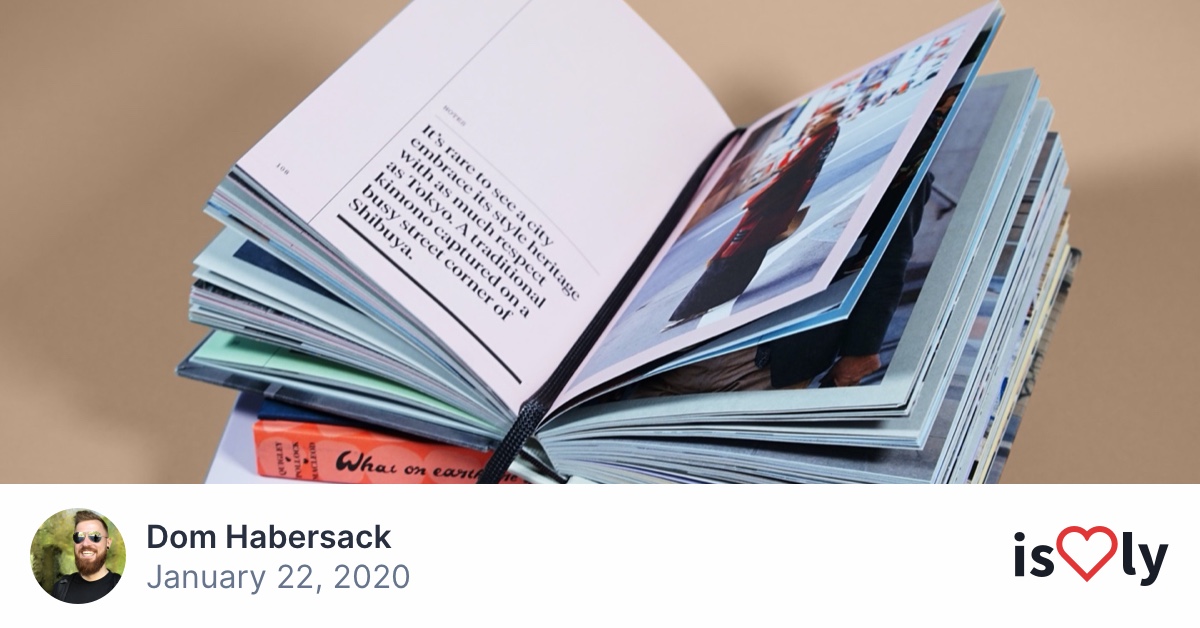 NOTED
It's rare to see a city
embrace its style heritage
with as much respect
as Tokyo. A traditional
kimono captured on a
busy street corner of
Shibuya.
108
QUIGLEY
POLLOCK
MACLEOD
What on earth
Dom Habersack
January 22, 2020
is ly